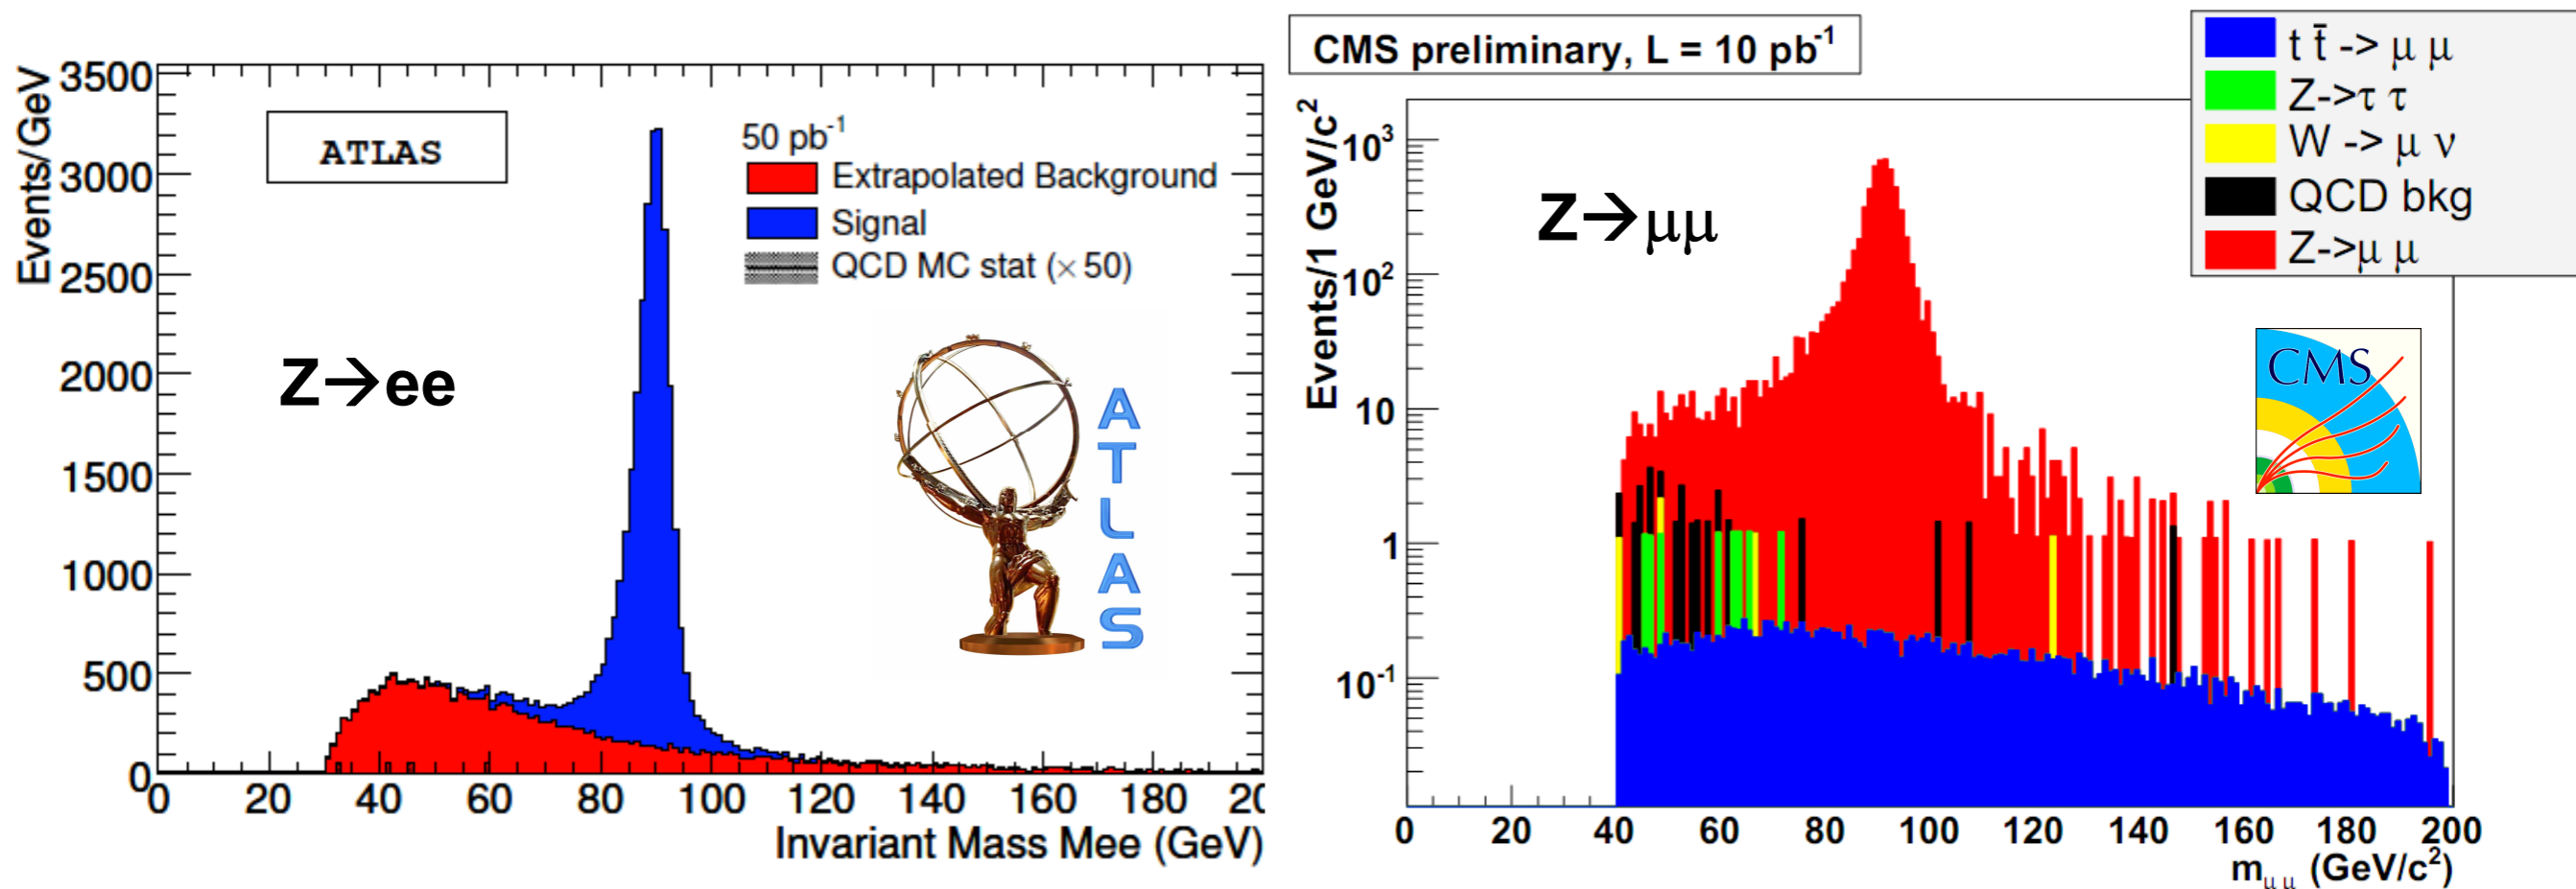 Events/GeV
3500
3000
2500
2000
1500
1000
500
0
ATLAS
50 pb-1
Extrapolated Background
Signal
QCD MC stat (×50)
Z→ee
ATLAS
0 20 40 60 80 100 120 140 160 180 20
Invariant Mass Mee (GeV)
CMS preliminary, L = 10 pb-1
t t̄ -> μ μ
Z->τ τ
W -> μ ν
QCD bkg
Z->μ μ
Events/1 GeV/c2
103
102
10
1
10-1
Z→μμ
CMS
0 20 40 60 80 100 120 140 160 180 200
mμμ (GeV/c2)